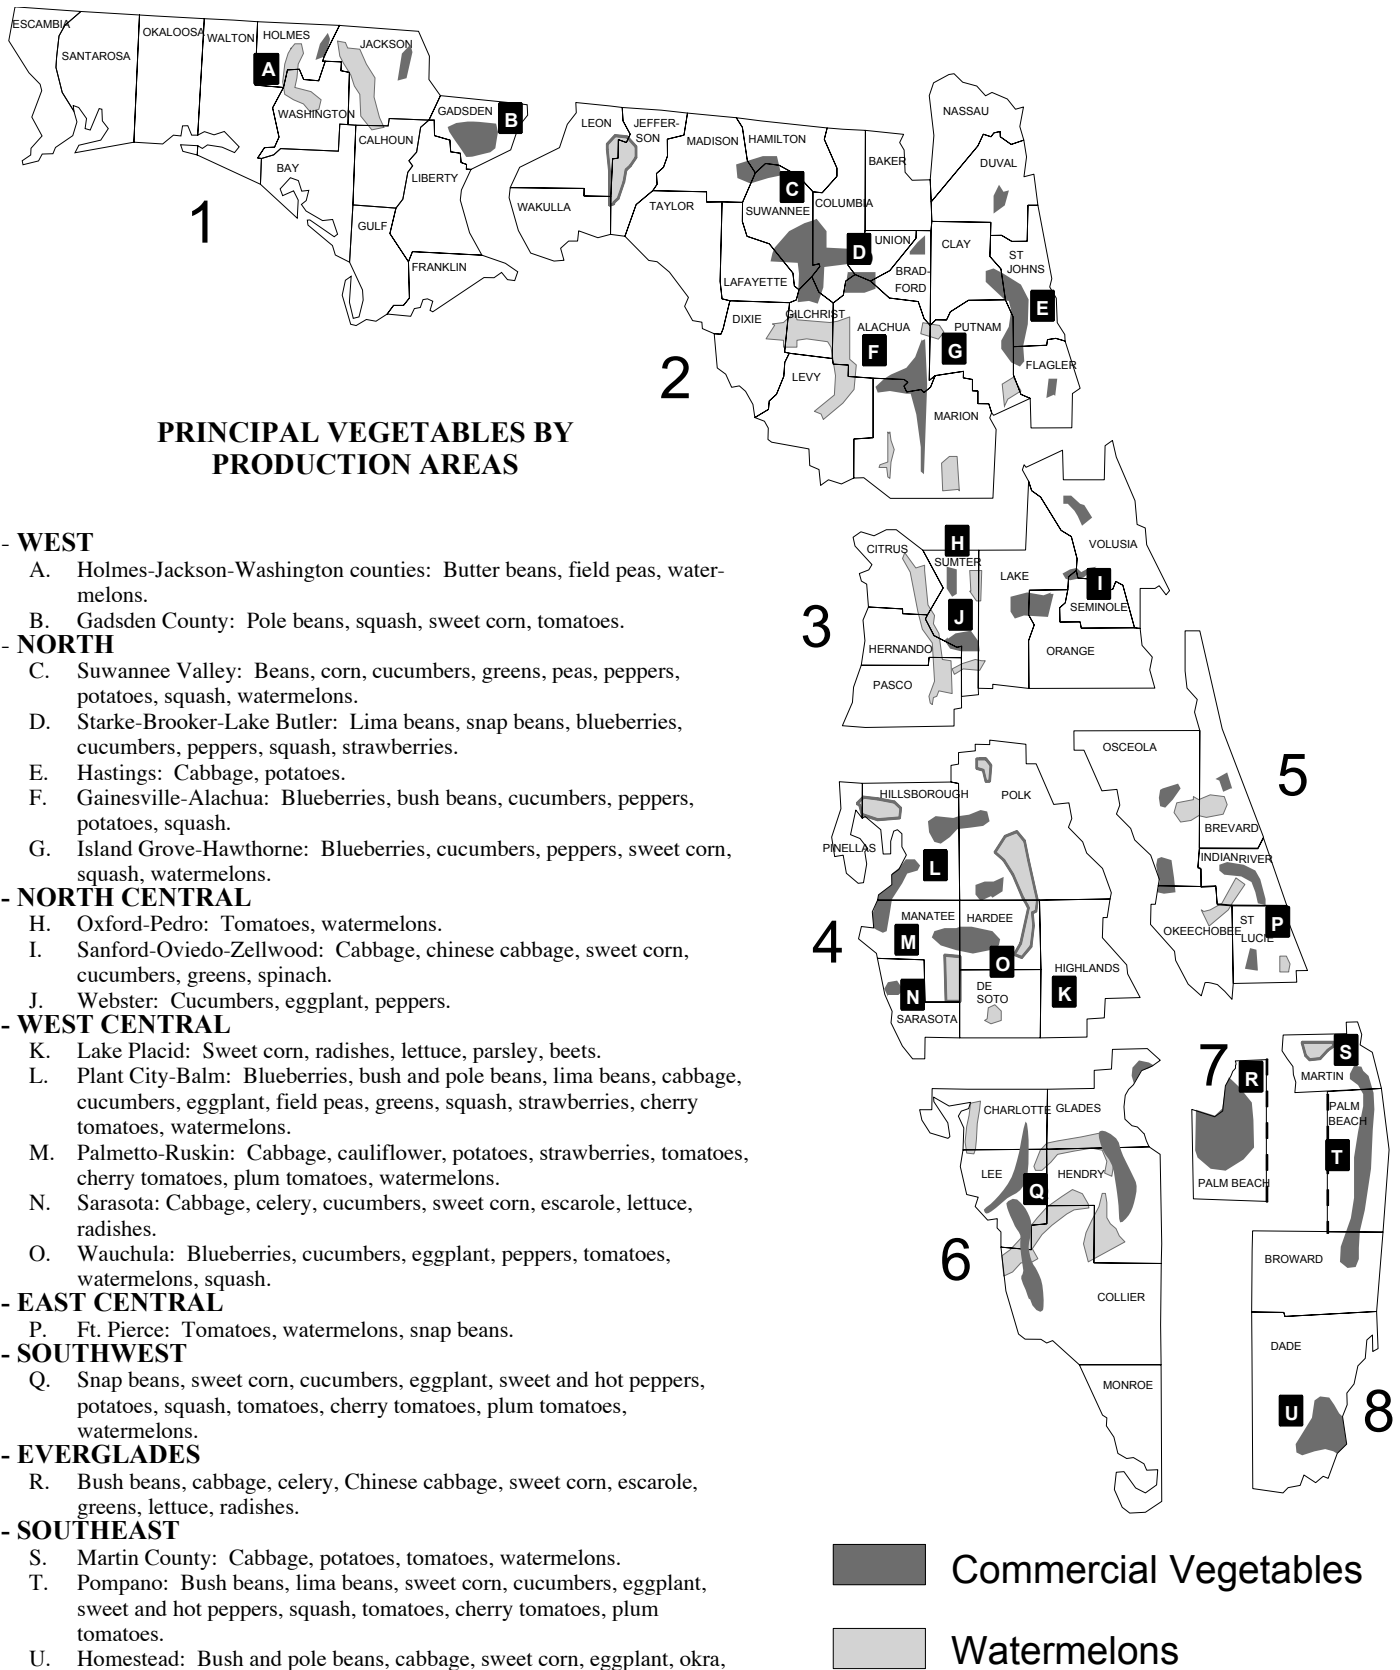 ESCAMBIA
SANTAROSA
OKALOOSA
WALTON
HOLMES
JACKSON
A
WASHINGTON
GADSDEN
B
CALHOUN
BAY
LIBERTY
GULF
FRANKLIN
1
LEON
JEFFER-
SON
MADISON
HAMILTON
NASSAU
BAKER
DUVAL
C
WAKULLA
TAYLOR
SUWANNEE
COLUMBIA
D
UNION
CLAY
ST
JOHNS
LAFAYETTE
BRAD-
FORD
E
DIXIE
GILCHRIST
ALACHUA
PUTNAM
F
G
FLAGLER
2
LEVY
MARION
PRINCIPAL VEGETABLES BY
PRODUCTION AREAS
- WEST
A. Holmes-Jackson-Washington counties: Butter beans, field peas, water-
melons.
B. Gadsden County: Pole beans, squash, sweet corn, tomatoes.
- NORTH
C. Suwannee Valley: Beans, corn, cucumbers, greens, peas, peppers,
potatoes, squash, watermelons.
D. Starke-Brooker-Lake Butler: Lima beans, snap beans, blueberries,
cucumbers, peppers, squash, strawberries.
E. Hastings: Cabbage, potatoes.
F. Gainesville-Alachua: Blueberries, bush beans, cucumbers, peppers,
potatoes, squash.
G. Island Grove-Hawthorne: Blueberries, cucumbers, peppers, sweet corn,
squash, watermelons.
- NORTH CENTRAL
H. Oxford-Pedro: Tomatoes, watermelons.
I. Sanford-Oviedo-Zellwood: Cabbage, chinese cabbage, sweet corn,
cucumbers, greens, spinach.
J. Webster: Cucumbers, eggplant, peppers.
- WEST CENTRAL
K. Lake Placid: Sweet corn, radishes, lettuce, parsley, beets.
L. Plant City-Balm: Blueberries, bush and pole beans, lima beans, cabbage,
cucumbers, eggplant, field peas, greens, squash, strawberries, cherry
tomatoes, watermelons.
M. Palmetto-Ruskin: Cabbage, cauliflower, potatoes, strawberries, tomatoes,
cherry tomatoes, plum tomatoes, watermelons.
N. Sarasota: Cabbage, celery, cucumbers, sweet corn, escarole, lettuce,
radishes.
O. Wauchula: Blueberries, cucumbers, eggplant, peppers, tomatoes,
watermelons, squash.
- EAST CENTRAL
P. Ft. Pierce: Tomatoes, watermelons, snap beans.
- SOUTHWEST
Q. Snap beans, sweet corn, cucumbers, eggplant, sweet and hot peppers,
potatoes, squash, tomatoes, cherry tomatoes, plum tomatoes,
watermelons.
- EVERGLADES
R. Bush beans, cabbage, celery, Chinese cabbage, sweet corn, escarole,
greens, lettuce, radishes.
- SOUTHEAST
S. Martin County: Cabbage, potatoes, tomatoes, watermelons.
T. Pompano: Bush beans, lima beans, sweet corn, cucumbers, eggplant,
sweet and hot peppers, squash, tomatoes, cherry tomatoes, plum
tomatoes.
U. Homestead: Bush and pole beans, cabbage, sweet corn, eggplant, okra,
CITRUS
H
SUMTER
LAKE
VOLUSIA
I
SEMINOLE
J
3
HERNANDO
ORANGE
PASCO
OSCEOLA
5
HILLSBOROUGH
POLK
BREVARD
PINELLAS
L
INDIAN RIVER
MANATEE
HARDEE
OKEECHOBEE
ST
LUCIE
P
4
M
O
HIGHLANDS
N
DE
SOTO
K
SARASOTA
7
R
S
MARTIN
CHARLOTTE
GLADES
PALM
BEACH
LEE
HENDRY
Q
T
PALM BEACH
6
BROWARD
COLLIER
DADE
MONROE
U
8
Commercial Vegetables
Watermelons